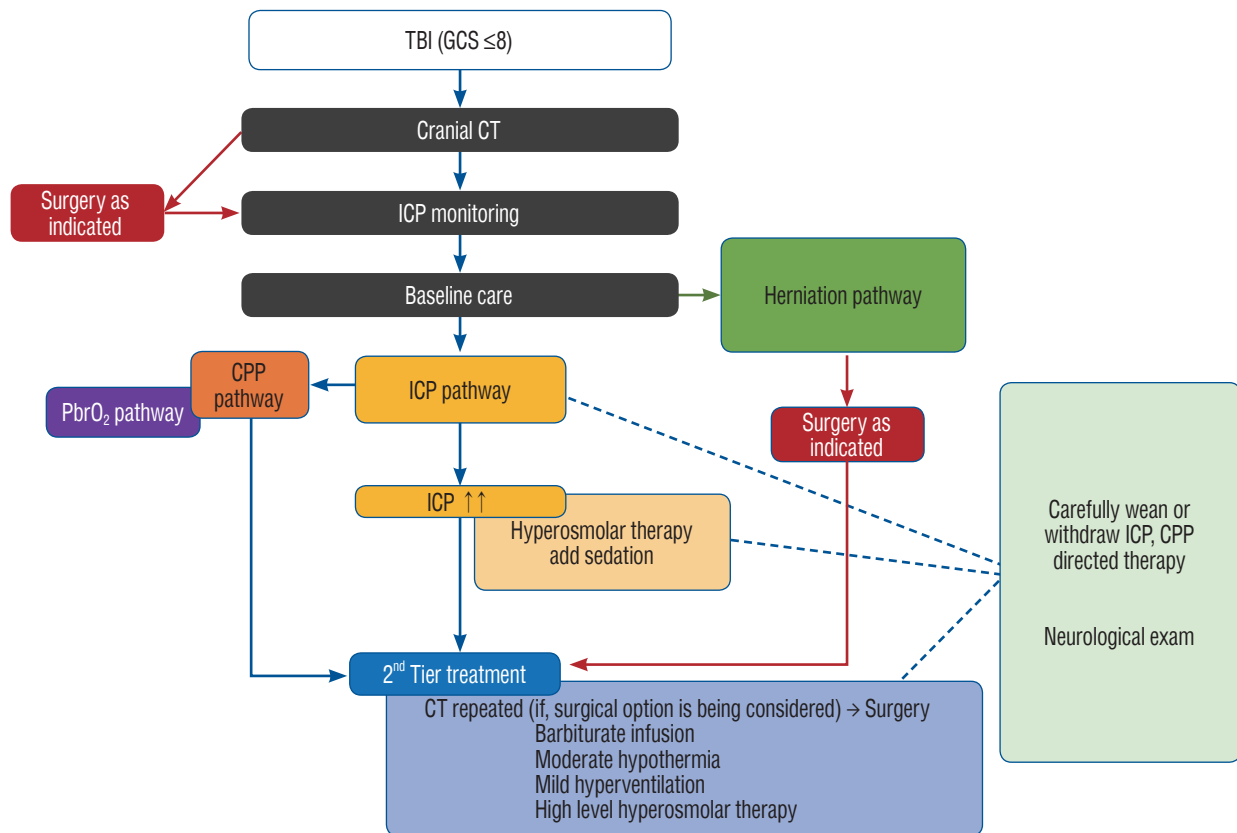 TBI (GCS ≤8)
Cranial CT
Surgery as
indicated
ICP monitoring
Baseline care
Herniation pathway
CPP
pathway
ICP pathway
PbrO₂ pathway
Surgery as
indicated
ICP ↑↑
Hyperosmolar therapy
add sedation
Carefully wean or
withdraw ICP, CPP
directed therapy
Neurological exam
2nd Tier treatment
CT repeated (if, surgical option is being considered) → Surgery
Barbiturate infusion
Moderate hypothermia
Mild hyperventilation
High level hyperosmolar therapy